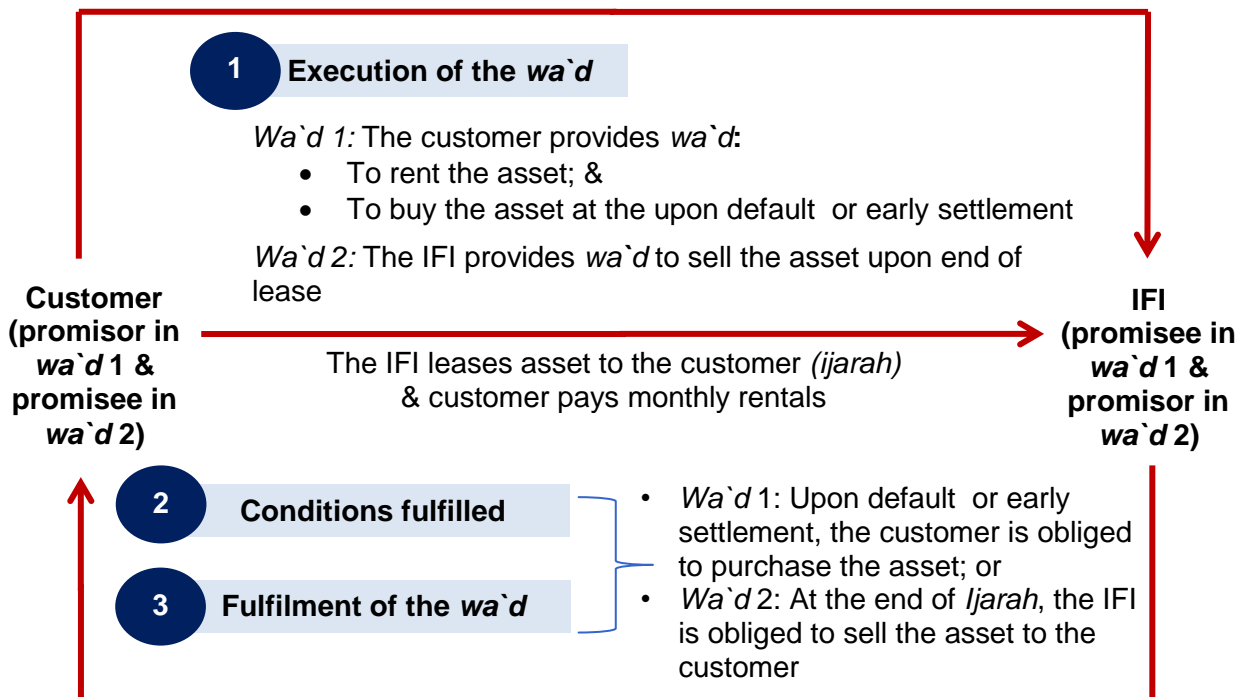 1
Execution of the wa`d
Wa`d 1: The customer provides wa`d:
• To rent the asset; &
• To buy the asset at the upon default or early settlement
Wa`d 2: The IFI provides wa`d to sell the asset upon end of
lease
Customer
(promisor in
wa`d 1 &
promisee in
wa`d 2)
The IFI leases asset to the customer (ijarah)
& customer pays monthly rentals
IFI
(promisee in
wa`d 1 &
promisor in
wa`d 2)
2
Conditions fulfilled
3
Fulfilment of the wa`d
• Wa`d 1: Upon default or early
settlement, the customer is obliged
to purchase the asset; or
• Wa`d 2: At the end of Ijarah, the IFI
is obliged to sell the asset to the
customer